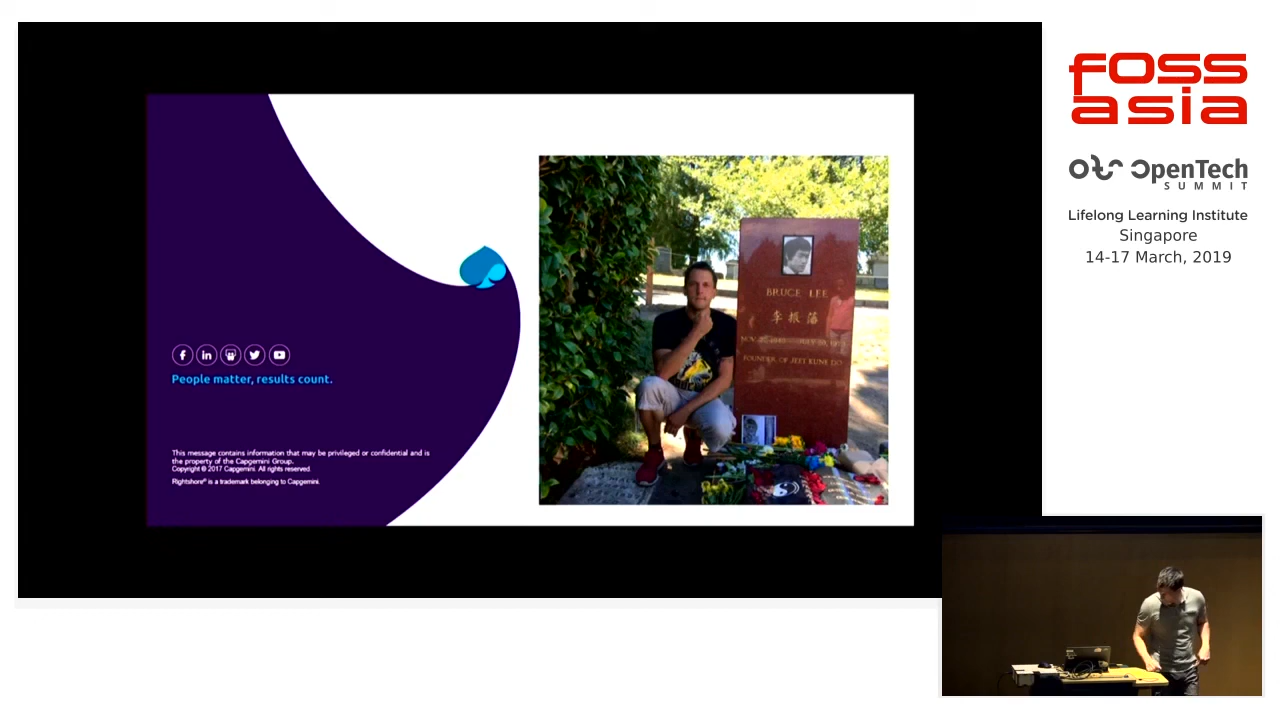 People matter, results count.
This message contains information that may be privileged or confidential and is
the property of the Capgemini Group.
Copyright © 2017 Capgemini. All rights reserved.
Rightshore® is a trademark belonging to Capgemini.
BRUCE LEE
李振藩
FOUNDER OF JEET KUNE DO
foss
asia
OpenTech
SUMMIT
Lifelong Learning Institute
Singapore
14-17 March, 2019